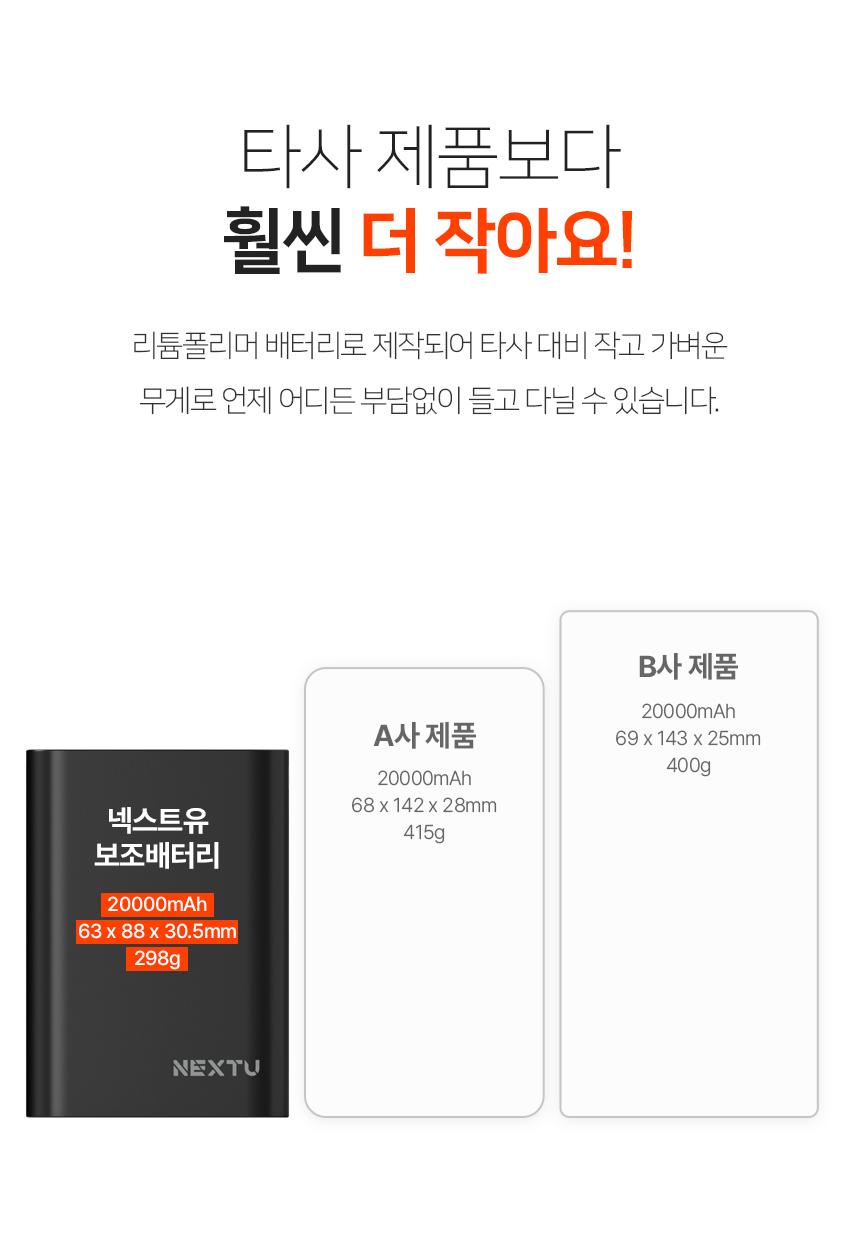 타사 제품보다
훨씬 더 작아요!
리튬폴리머 배터리로 제작되어 타사 대비 작고 가벼운
무게로 언제 어디든 부담없이 들고 다닐 수 있습니다.
넥스트유
보조배터리
20000mAh
63 x 88 x 30.5mm
298g
NEXTU
A사 제품
20000mAh
68 x 142 x 28mm
415g
B사 제품
20000mAh
69 x 143 x 25mm
400g